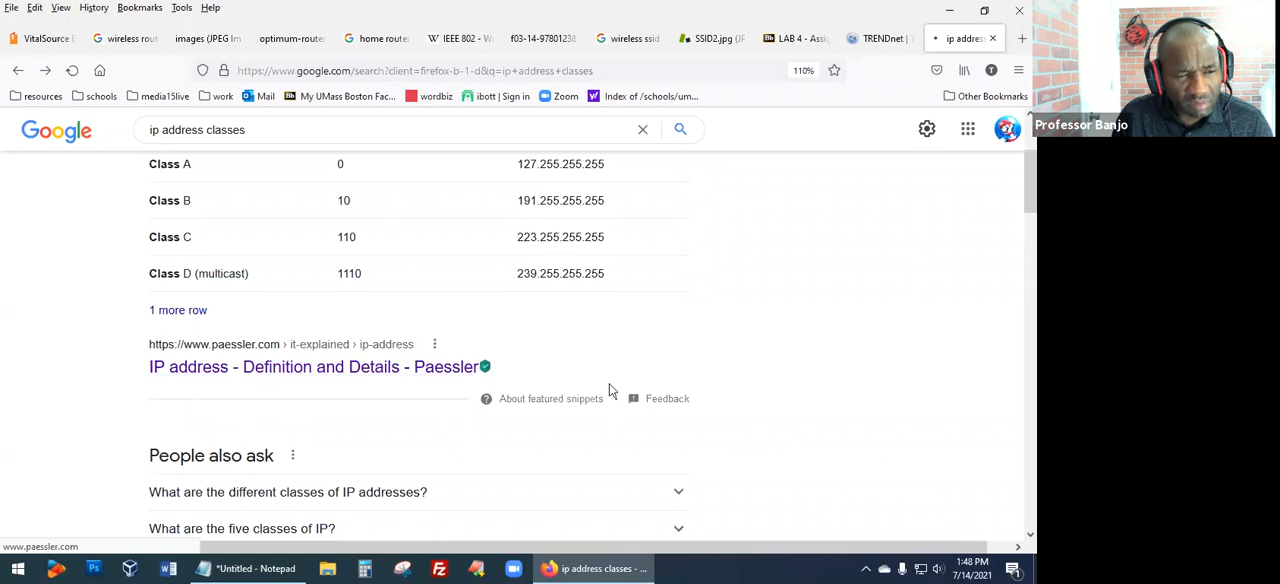 File Edit View History Bookmarks Tools Help
VitalSource E wireless rout images (JPEG Im optimum-router home router W IEEE 802 - W f03-14-97801238 wireless ssid SSID2.jpg (JP Bb LAB 4 - Assig TRENDnet | T ip address
https://www.google.com/search?client=firefox-b-1-d&q=ip+address+classes 110% T
resources schools media15live work Mail Bb My UMass Boston Fac... wordbiz ibott | Sign in Zoom Index of /schools/um... Other Bookmarks
Google ip address classes
Professor Banjo
Class A 0 127.255.255.255
Class B 10 191.255.255.255
Class C 110 223.255.255.255
Class D (multicast) 1110 239.255.255.255
1 more row
https://www.paessler.com › it-explained › ip-address
IP address - Definition and Details - Paessler
About featured snippets Feedback
People also ask
What are the different classes of IP addresses?
What are the five classes of IP?
www.paessler.com
*Untitled - Notepad ip address classes - ... 1:48 PM
7/14/2021